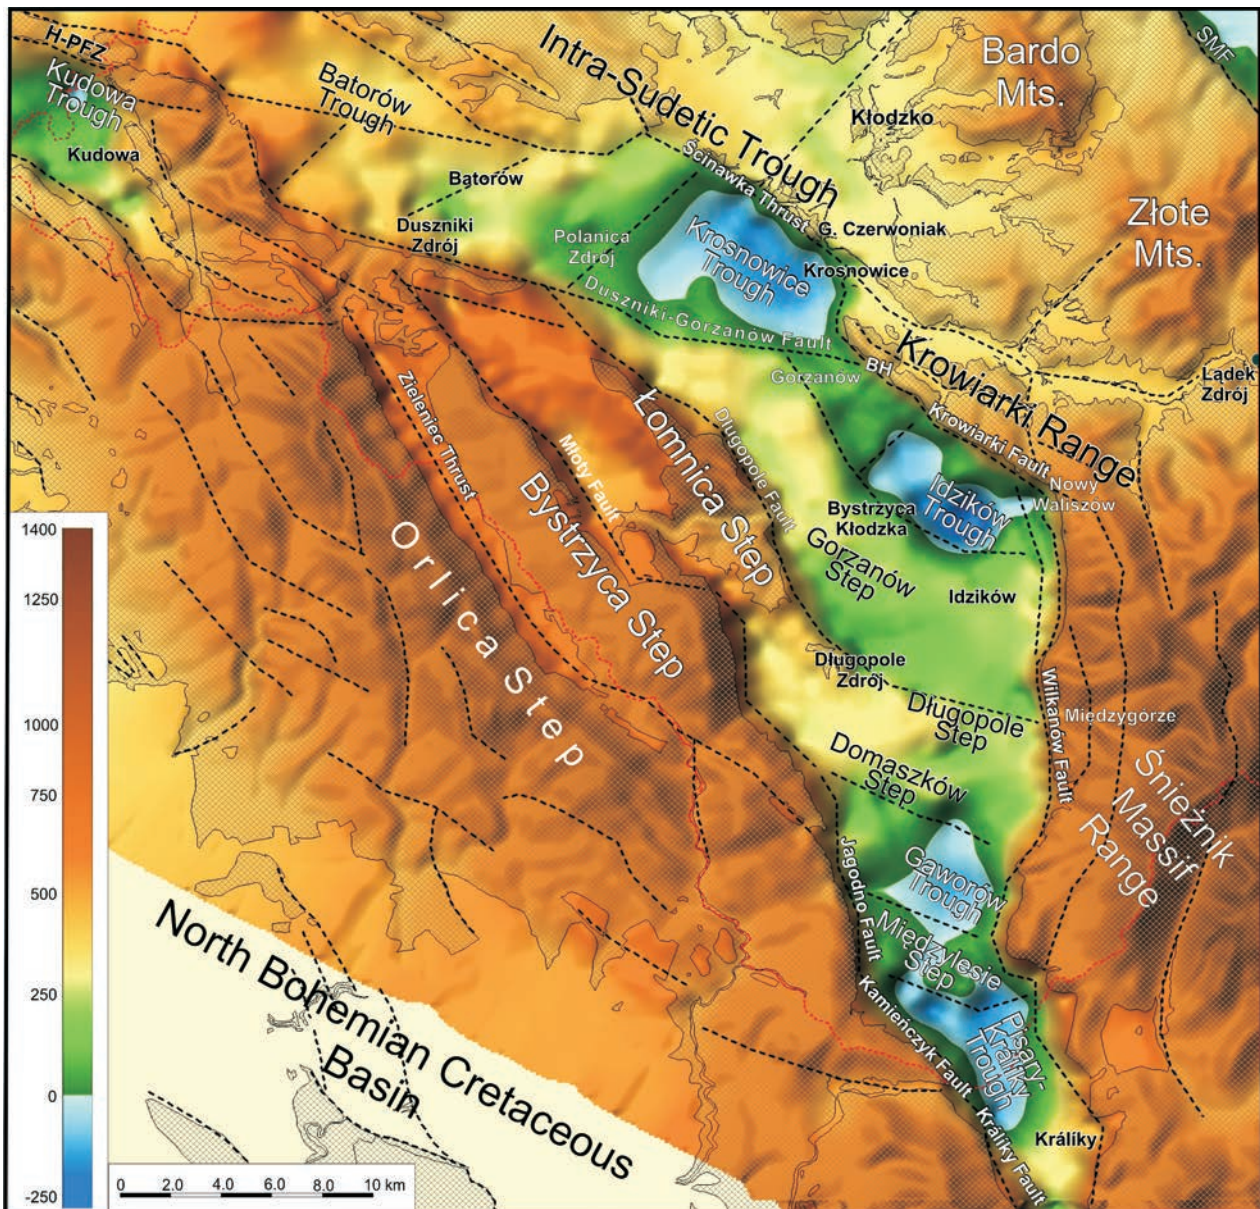 H-PFZ
Kudowa
Trough
Kudowa
Batorów
Trough
Intra-Sudetic Trough
Bardo
Mts.
SMF
Kłodzko
Bątorów
Duszniki
Zdrój
Polanica
Zdrój
Ścinawka Thrust
G. Czerwoniak
Krosnowice
Krosnowice
Trough
Złote
Mts.
Duszniki-Gorzanów Fault
Gorzanów
BH
Krowiarki Range
Lądek
Zdrój
Krowiarki Fault
Nowy
Waliszów
Zieleniec Thrust
Młoty Fault
Łomnica Step
Długopole Fault
Bystrzyca Step
Orlica Step
Idzików
Trough
Bystrzyca
Kłodzka
Gorzanów
Step
Idzików
Długopole
Zdrój
Długopole
Step
Wilkanów Fault
Międzygórze
Śnieżnik
Massif
Range
Domaszków
Step
Jagodno Fault
Gaworów
Trough
Międzylesie
Step
Kamieńczyk Fault
Pisary-
Králíky
Trough
Králíky
Králíky Fault
North Bohemian Cretaceous
Basin
1400
1250
1000
750
500
250
0
-250
0 2.0 4.0 6.0 8.0 10 km